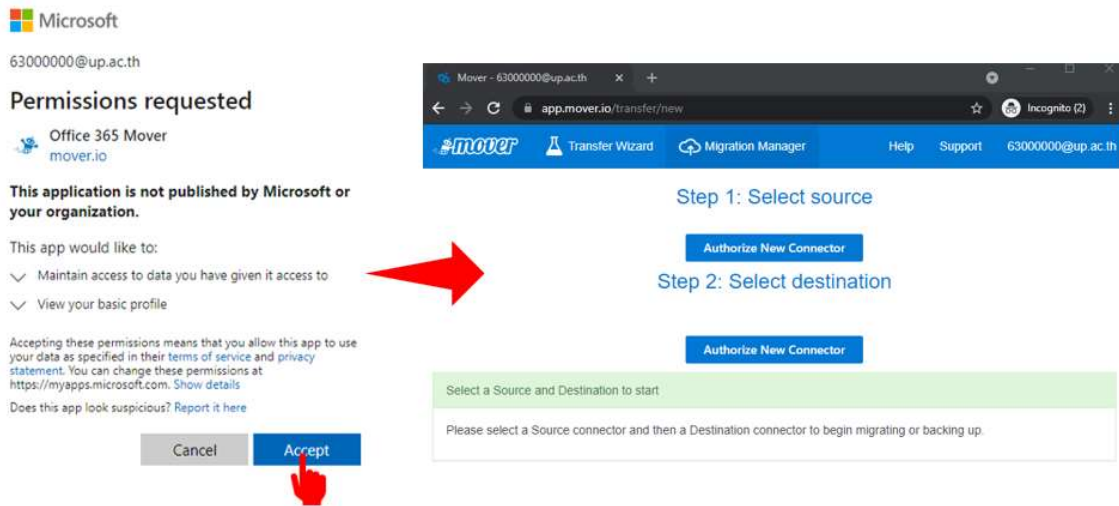 Microsoft
63000000@up.ac.th
Permissions requested
Office 365 Mover
mover.io
This application is not published by Microsoft or
your organization.
This app would like to:
Maintain access to data you have given it access to
View your basic profile
Accepting these permissions means that you allow this app to use
your data as specified in their terms of service and privacy
statement. You can change these permissions at
https://myapps.microsoft.com. Show details
Does this app look suspicious? Report it here
Cancel Accept
Mover - 63000000@up.ac.th
app.mover.io/transfer/new Incognito (2)
mover Transfer Wizard Migration Manager Help Support 63000000@up.ac.th
Step 1: Select source
Authorize New Connector
Step 2: Select destination
Authorize New Connector
Select a Source and Destination to start
Please select a Source connector and then a Destination connector to begin migrating or backing up.